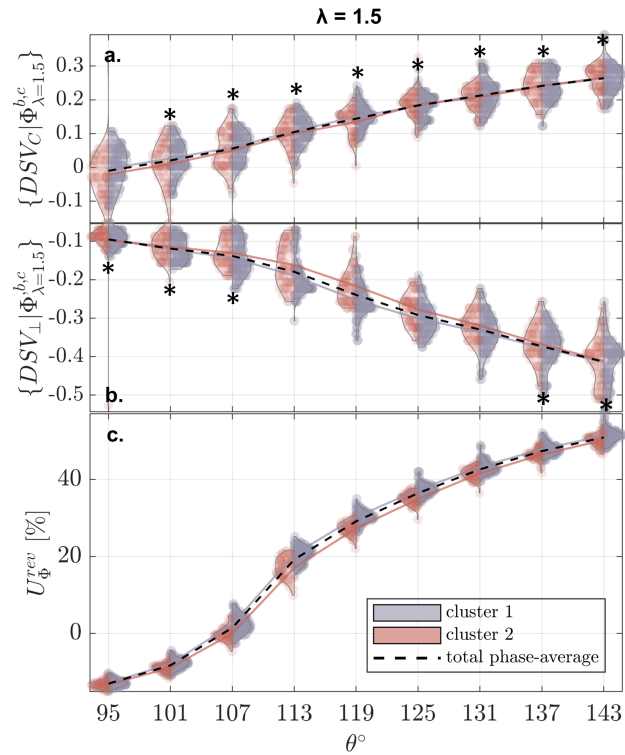 λ = 1.5
a.
{DSV_C|Φ^{b,c}_{λ=1.5}}
0.3
0.2
0.1
0
-0.1
* * * * * * * *
{DSV_⊥|Φ^{b,c}_{λ=1.5}}
-0.1
-0.2
-0.3
-0.4
-0.5
* * * * *
b.
c.
U^{rev}_Φ [%]
40
20
0
cluster 1
cluster 2
total phase-average
95 101 107 113 119 125 131 137 143
θ°